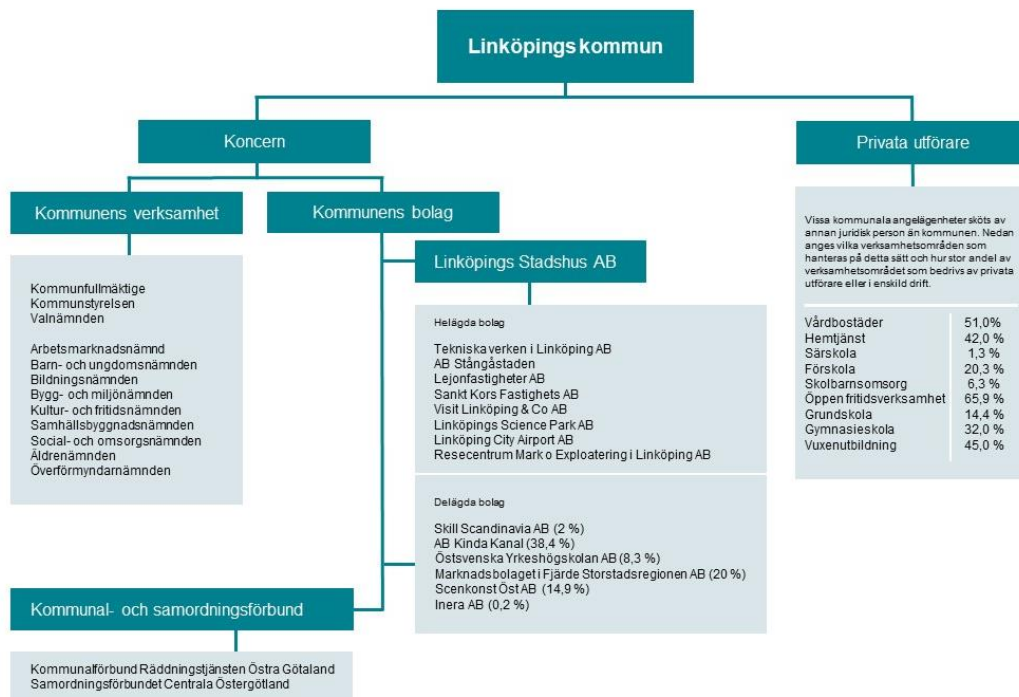 Linköpings kommun
Koncern
Privata utförare
Kommunens verksamhet
Kommunens bolag
Kommunfullmäktige
Kommunstyrelsen
Valnämnden
Arbetsmarknadsnämnd
Barn- och ungdomsnämnden
Bildningsnämnden
Bygg- och miljönämnden
Kultur- och fritidsnämnden
Samhällsbyggnadsnämnden
Social- och omsorgsnämnden
Äldrenämnden
Överförmyndarnämnden
Linköpings Stadshus AB
Helägda bolag
Tekniska verken i Linköping AB
AB Stångåstaden
Lejonfastigheter AB
Sankt Kors Fastighets AB
Visit Linköping & Co AB
Linköpings Science Park AB
Linköping City Airport AB
Resecentrum Mark o Exploatering i Linköping AB
Delägda bolag
Skill Scandinavia AB (2 %)
AB Kinda Kanal (38,4 %)
Östsvenska Yrkeshögskolan AB (8,3 %)
Marknadsbolaget i Fjärde Storstadsregionen AB (20 %)
Scenkonst Öst AB (14,9 %)
Inera AB (0,2 %)
Kommunal- och samordningsförbund
Kommunalförbund Räddningstjänsten Östra Götaland
Samordningsförbundet Centrala Östergötland
Vissa kommunala angelägenheter sköts av
annan juridisk person än kommunen. Nedan
anges vilka verksamhetsområden som
hanteras på detta sätt och hur stor andel av
verksamhetsområdet som bedrivs av privata
utförare eller i enskild drift.
Vårdbostäder 51,0%
Hemtjänst 42,0 %
Särskola 1,3 %
Förskola 20,3 %
Skolbarnsomsorg 6,3 %
Öppen fritidsverksamhet 65,9 %
Grundskola 14,4 %
Gymnasieskola 32,0 %
Vuxenutbildning 45,0 %